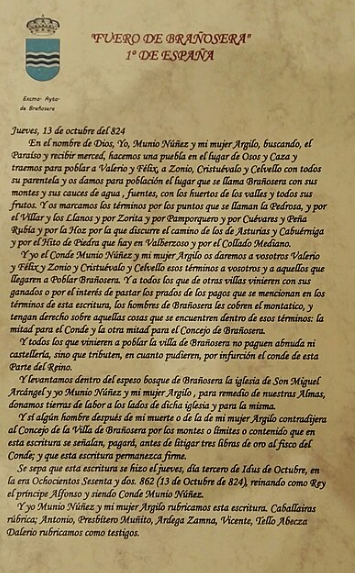 "FUERO DE BRAÑOSERA"
1º DE ESPAÑA
Excmo. Ayto.
de Brañosera
Jueves, 13 de octubre del 824
En el nombre de Dios, Yo, Munio Núñez y mi mujer Argilo, buscando, el
Paraíso y recibir merced, hacemos una puebla en el lugar de Osos y Caza y
traemos para poblar a Valerio y Félix, a Zonio, Cristuévalo y Celvello con todos
su parentela y os damos para población el lugar que se llama Brañosera con sus
montes y sus cauces de agua , fuentes, con los huertos de los valles y todos sus
frutos. Y os marcamos los términos por los puntos que se llaman la Pedrosa, y por
el Villar y los Llanos y por Zorita y por Pamporquero y por Cuévares y Peña
Rubía y por la Hoz por la que discurre el camino de los de Asturias y Cabuérniga
y por el Hito de Piedra que hay en Valberzoso y por el Collado Mediano.
Y yo el Conde Munio Núñez y mi mujer Argilo os daremos a vosotros Valerio
y Félix y Zonio y Cristuévalo y Celvello esos términos a vosotros y a aquellos que
llegaren a Poblar Brañosera. Y a todos los que de otras villas vinieren con sus
ganados o por el interés de pastar los prados de los pagos que se mencionan en los
términos de esta escritura, los hombres de Brañosera les cobren el montatico, y
tengan derecho sobre aquellas cosas que se encuentren dentro de esos términos: la
mitad para el Conde y la otra mitad para el Concejo de Brañosera.
Y todos los que vinieren a poblar la villa de Brañosera no paguen abnuda ni
castellería, sino que tributen, en cuanto pudieren, por infurción el conde de esta
Parte del Reino.
Y levantamos dentro del espeso bosque de Brañosera la iglesia de Son Miguel
Arcángel y yo Munio Núñez y mi mujer Argilo , para remedio de nuestras Almas,
donamos tierras de labor a los lados de dicha iglesia y para la misma.
Y sí algún hombre después de mi muerte o de la de mi mujer Argilo contradijera
al Concejo de la Villa de Brañosera por los montes o límites o contenido que en
esta escritura se señalan, pagará, antes de litigar tres libras de oro al fisco del
Conde; y que esta escritura permanezca firme.
Se sepa que esta escritura se hizo el jueves, día tercero de Idus de Octubre, en
la era Ochocientos Sesenta y dos. 862 (13 de Octubre de 824), reinando como Rey
el príncipe Alffonso y siendo Conde Munio Núñez.
Y yo Munio Núñez y mi mujer Argilo rubricamos esta escritura. Caballairas
rúbrica; Antonio, Presbítero Muñito, Ardega Zamna, Vicente, Tello Abecza
Dalerio rubricamos como testigos.